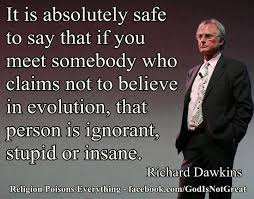 It is absolutely safe
to say that if you
meet somebody who
claims not to believe
in evolution, that
person is ignorant,
stupid or insane.
Richard Dawkins
Religion Poisons Everything - facebook.com/GodIsNotGreat